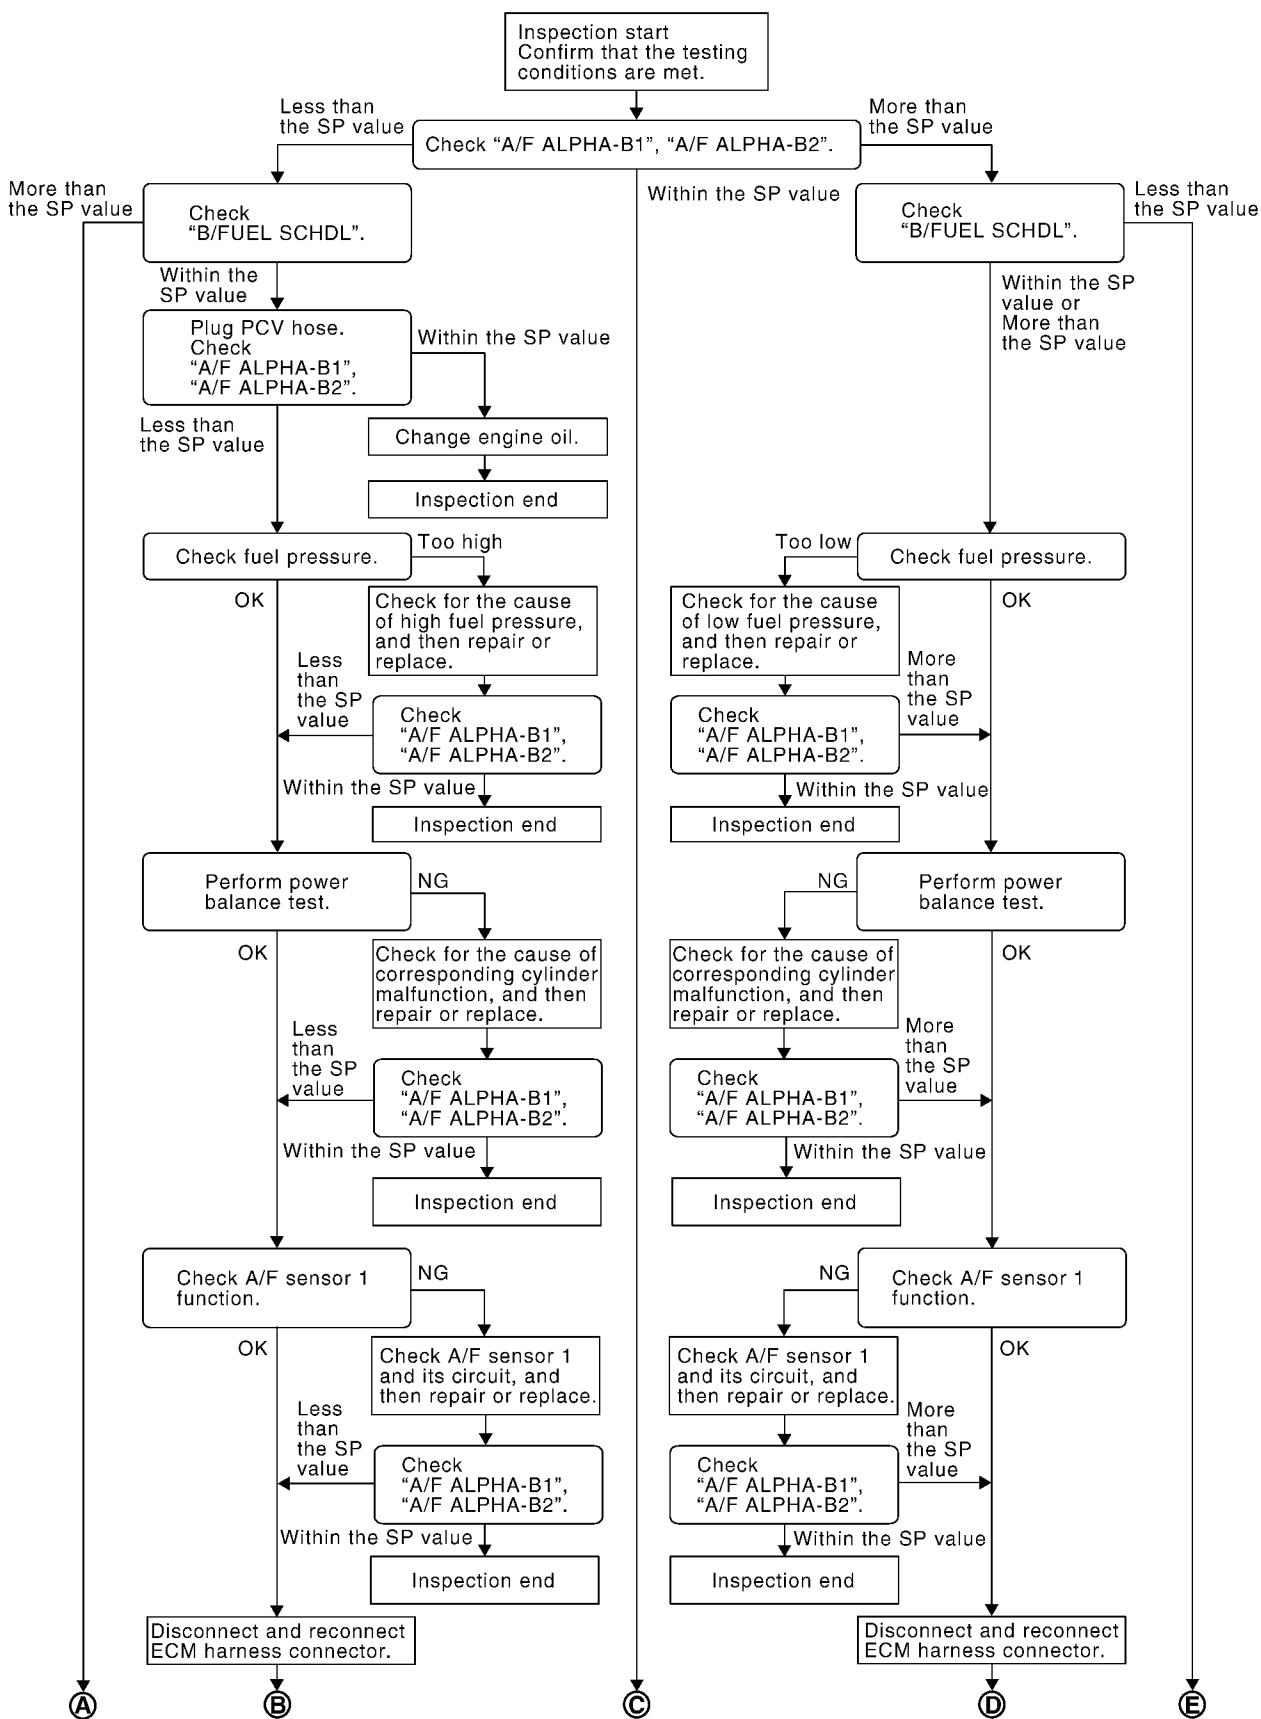 Inspection start
Confirm that the testing
conditions are met.
Less than
the SP value
More than
the SP value
Check “A/F ALPHA-B1”, “A/F ALPHA-B2”.
More than
the SP value
Within the SP value
Less than
the SP value
Check
“B/FUEL SCHDL”.
Check
“B/FUEL SCHDL”.
Within the
SP value
Within the SP
value or
More than
the SP value
Plug PCV hose.
Check
“A/F ALPHA-B1”,
“A/F ALPHA-B2”.
Within the SP value
Less than
the SP value
Change engine oil.
Inspection end
Check fuel pressure.
Too high
Too low
Check fuel pressure.
OK
Check for the cause
of high fuel pressure,
and then repair or
replace.
Check for the cause
of low fuel pressure,
and then repair or
replace.
OK
Less
than
the SP
value
Check
“A/F ALPHA-B1”,
“A/F ALPHA-B2”.
Check
“A/F ALPHA-B1”,
“A/F ALPHA-B2”.
More
than
the SP
value
Within the SP value
Within the SP value
Inspection end
Inspection end
Perform power
balance test.
NG
NG
Perform power
balance test.
OK
Check for the cause of
corresponding cylinder
malfunction, and then
repair or replace.
Check for the cause of
corresponding cylinder
malfunction, and then
repair or replace.
OK
Less
than
the SP
value
Check
“A/F ALPHA-B1”,
“A/F ALPHA-B2”.
Check
“A/F ALPHA-B1”,
“A/F ALPHA-B2”.
More
than
the SP
value
Within the SP value
Within the SP value
Inspection end
Inspection end
Check A/F sensor 1
function.
NG
NG
Check A/F sensor 1
function.
OK
Check A/F sensor 1
and its circuit, and
then repair or replace.
Check A/F sensor 1
and its circuit, and
then repair or replace.
OK
Less
than
the SP
value
Check
“A/F ALPHA-B1”,
“A/F ALPHA-B2”.
Check
“A/F ALPHA-B1”,
“A/F ALPHA-B2”.
More
than
the SP
value
Within the SP value
Within the SP value
Inspection end
Inspection end
Disconnect and reconnect
ECM harness connector.
Disconnect and reconnect
ECM harness connector.
A
B
C
D
E